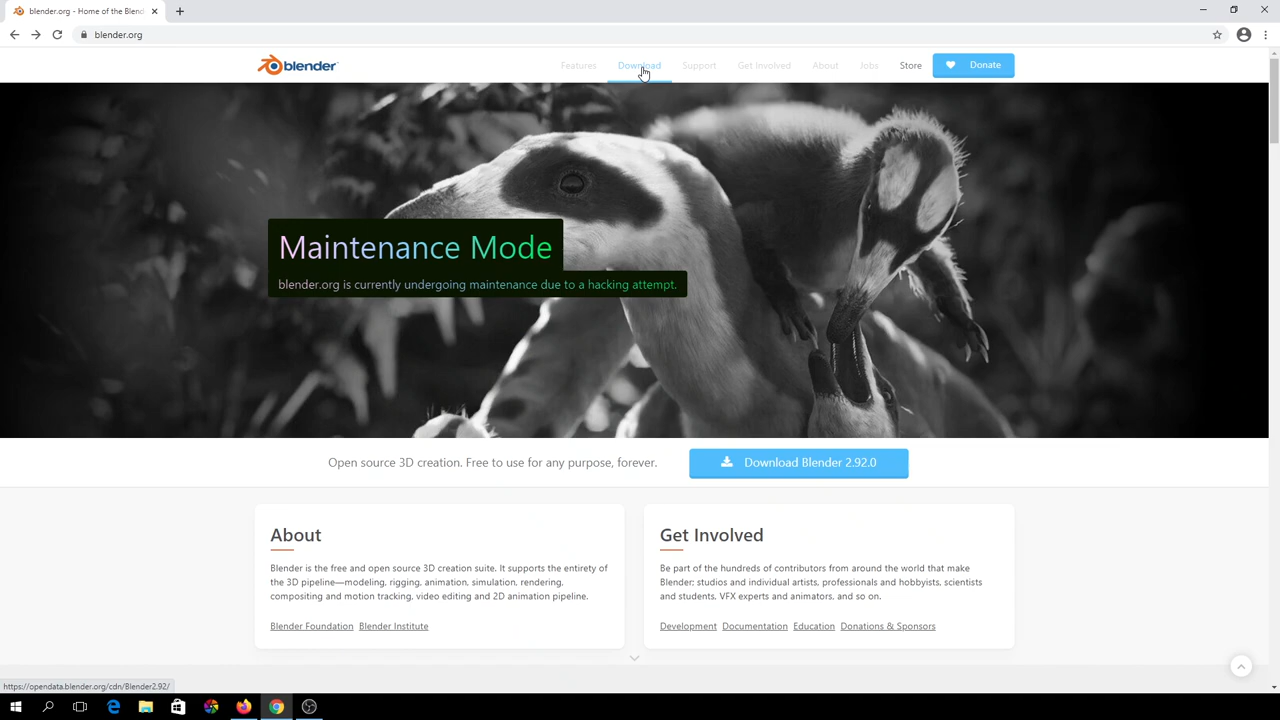 blender.org - Home of the Blend
blender.org
blender
Features Download Support Get Involved About Jobs Store Donate
Maintenance Mode
blender.org is currently undergoing maintenance due to a hacking attempt.
Open source 3D creation. Free to use for any purpose, forever.
Download Blender 2.92.0
About
Blender is the free and open source 3D creation suite. It supports the entirety of
the 3D pipeline—modeling, rigging, animation, simulation, rendering,
compositing and motion tracking, video editing and 2D animation pipeline.
Blender Foundation Blender Institute
Get Involved
Be part of the hundreds of contributors from around the world that make
Blender: studios and individual artists, professionals and hobbyists, scientists
and students, VFX experts and animators, and so on.
Development Documentation Education Donations & Sponsors
https://opendata.blender.org/cdn/Blender2.92/